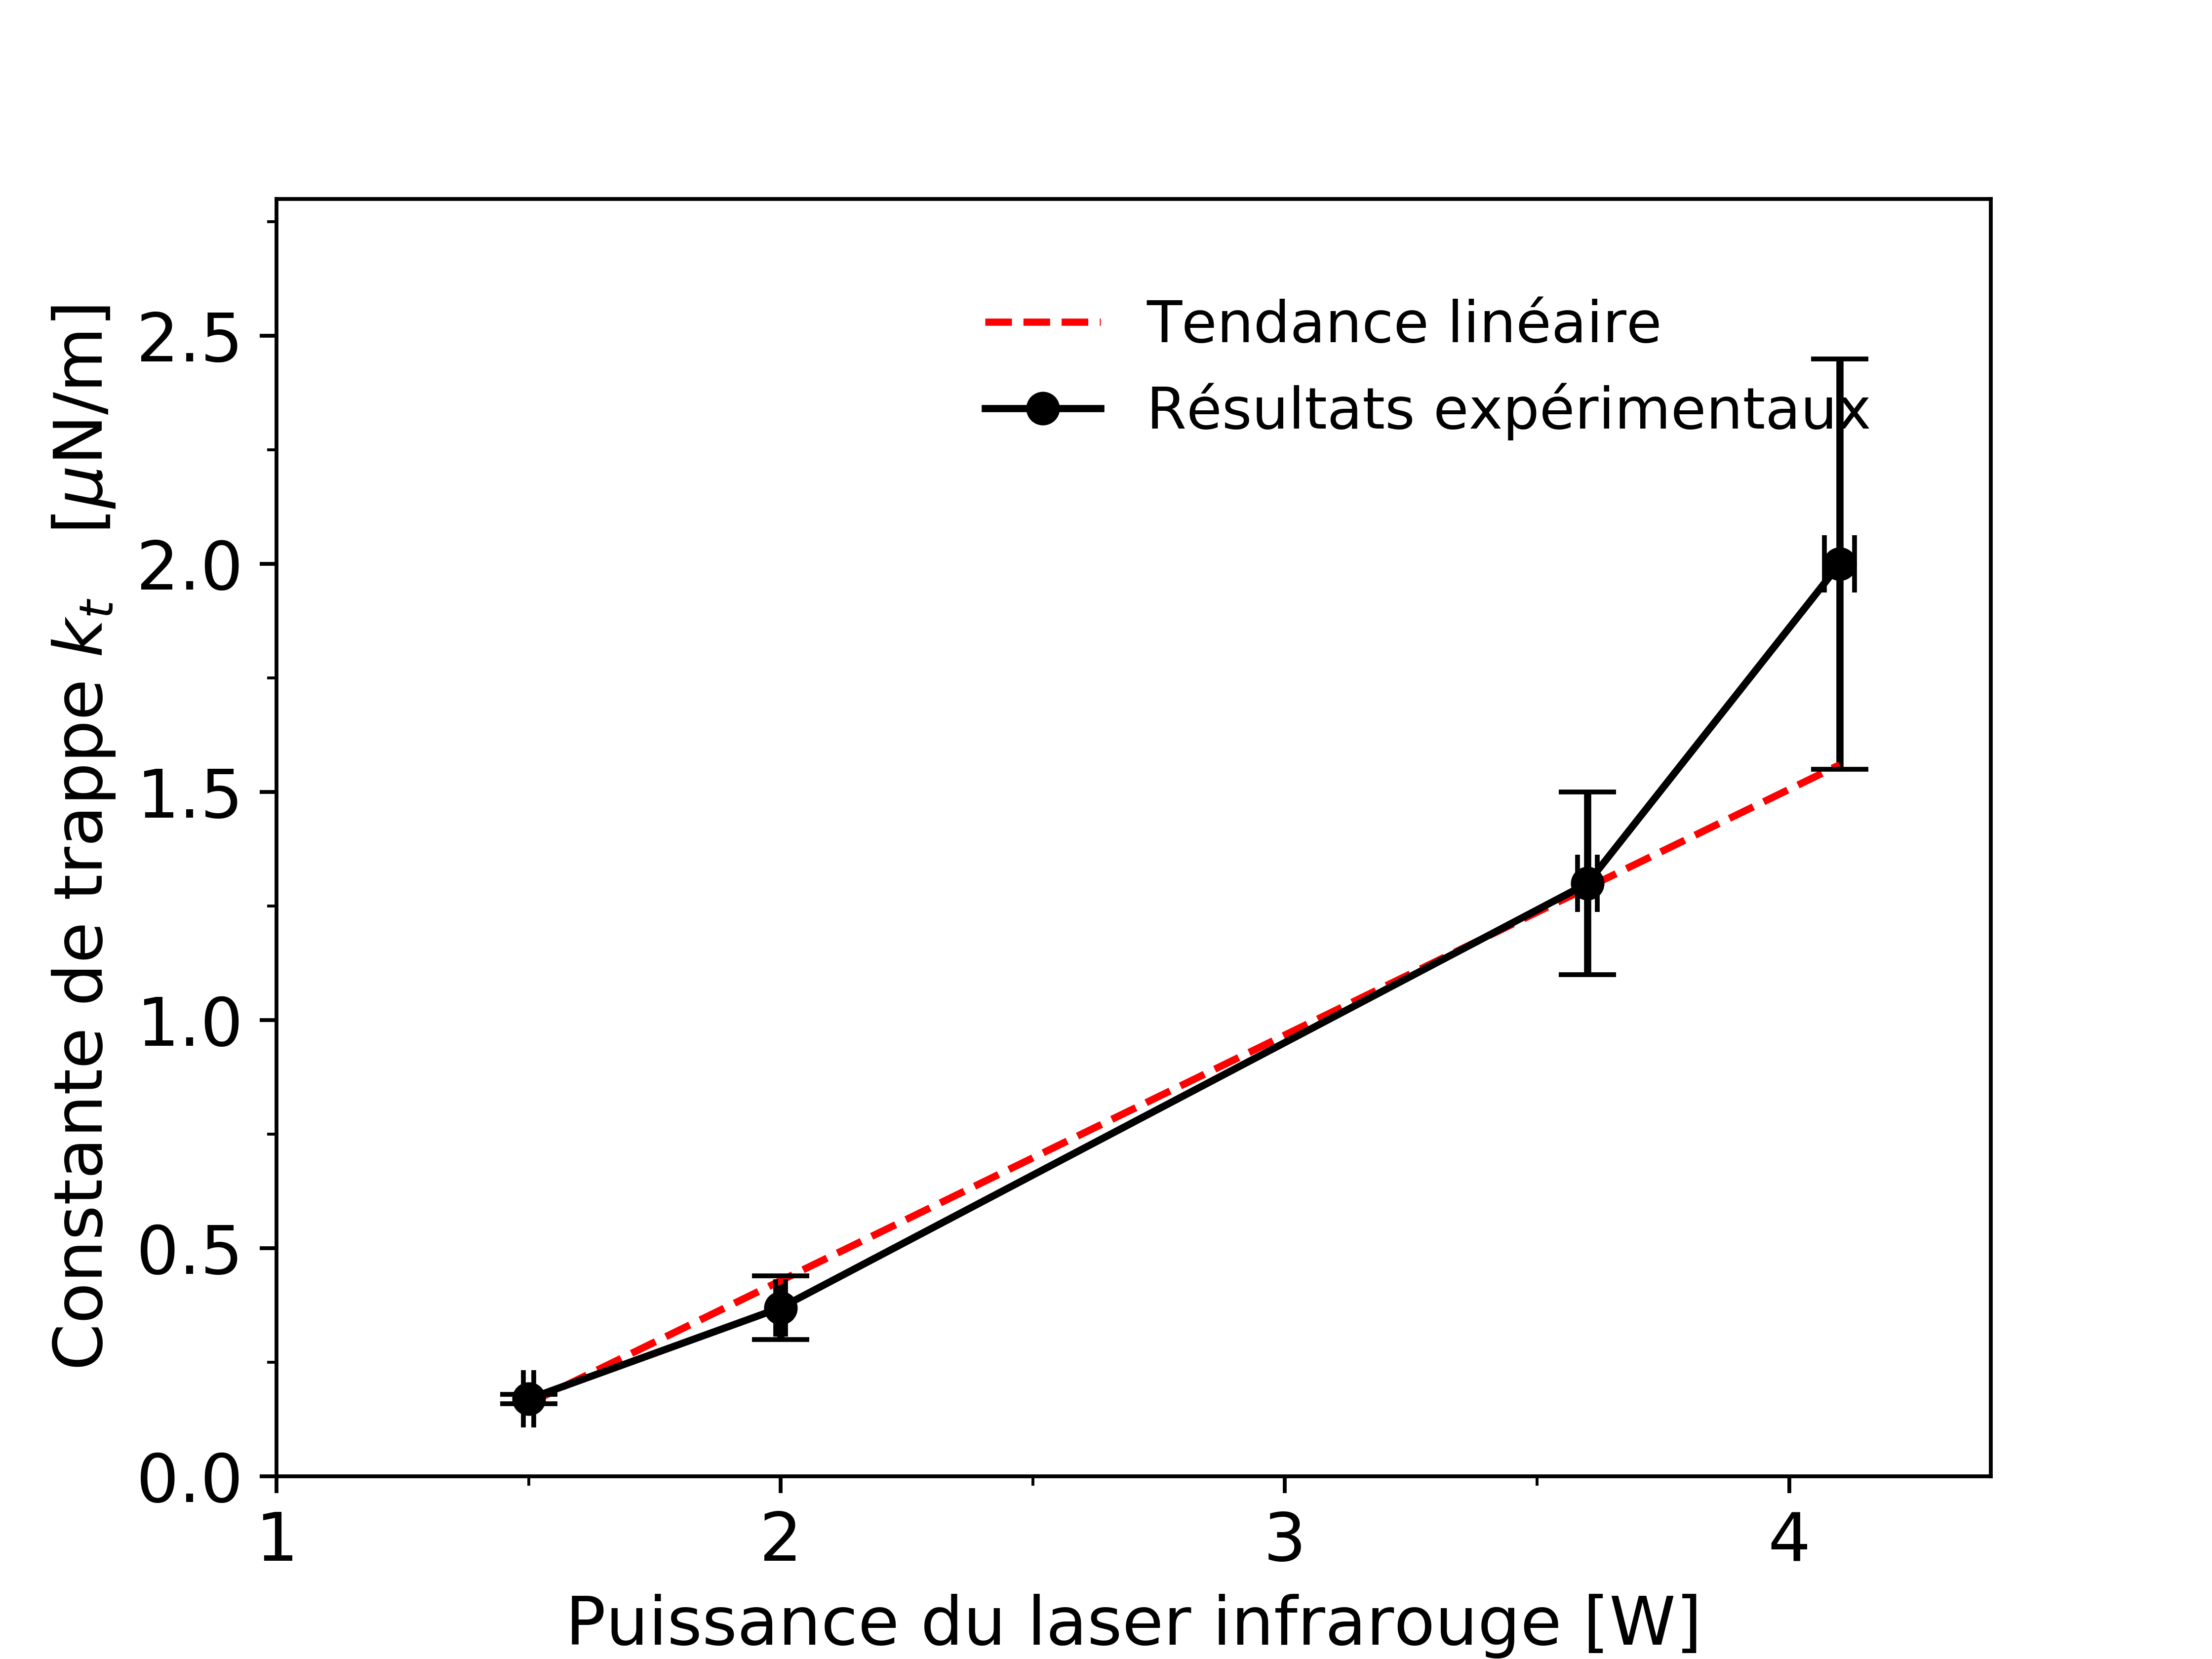 Tendance linéaire
Résultats expérimentaux
Constante de trappe k_t [μN/m]
2.5
2.0
1.5
1.0
0.5
0.0
1 2 3 4
Puissance du laser infrarouge [W]